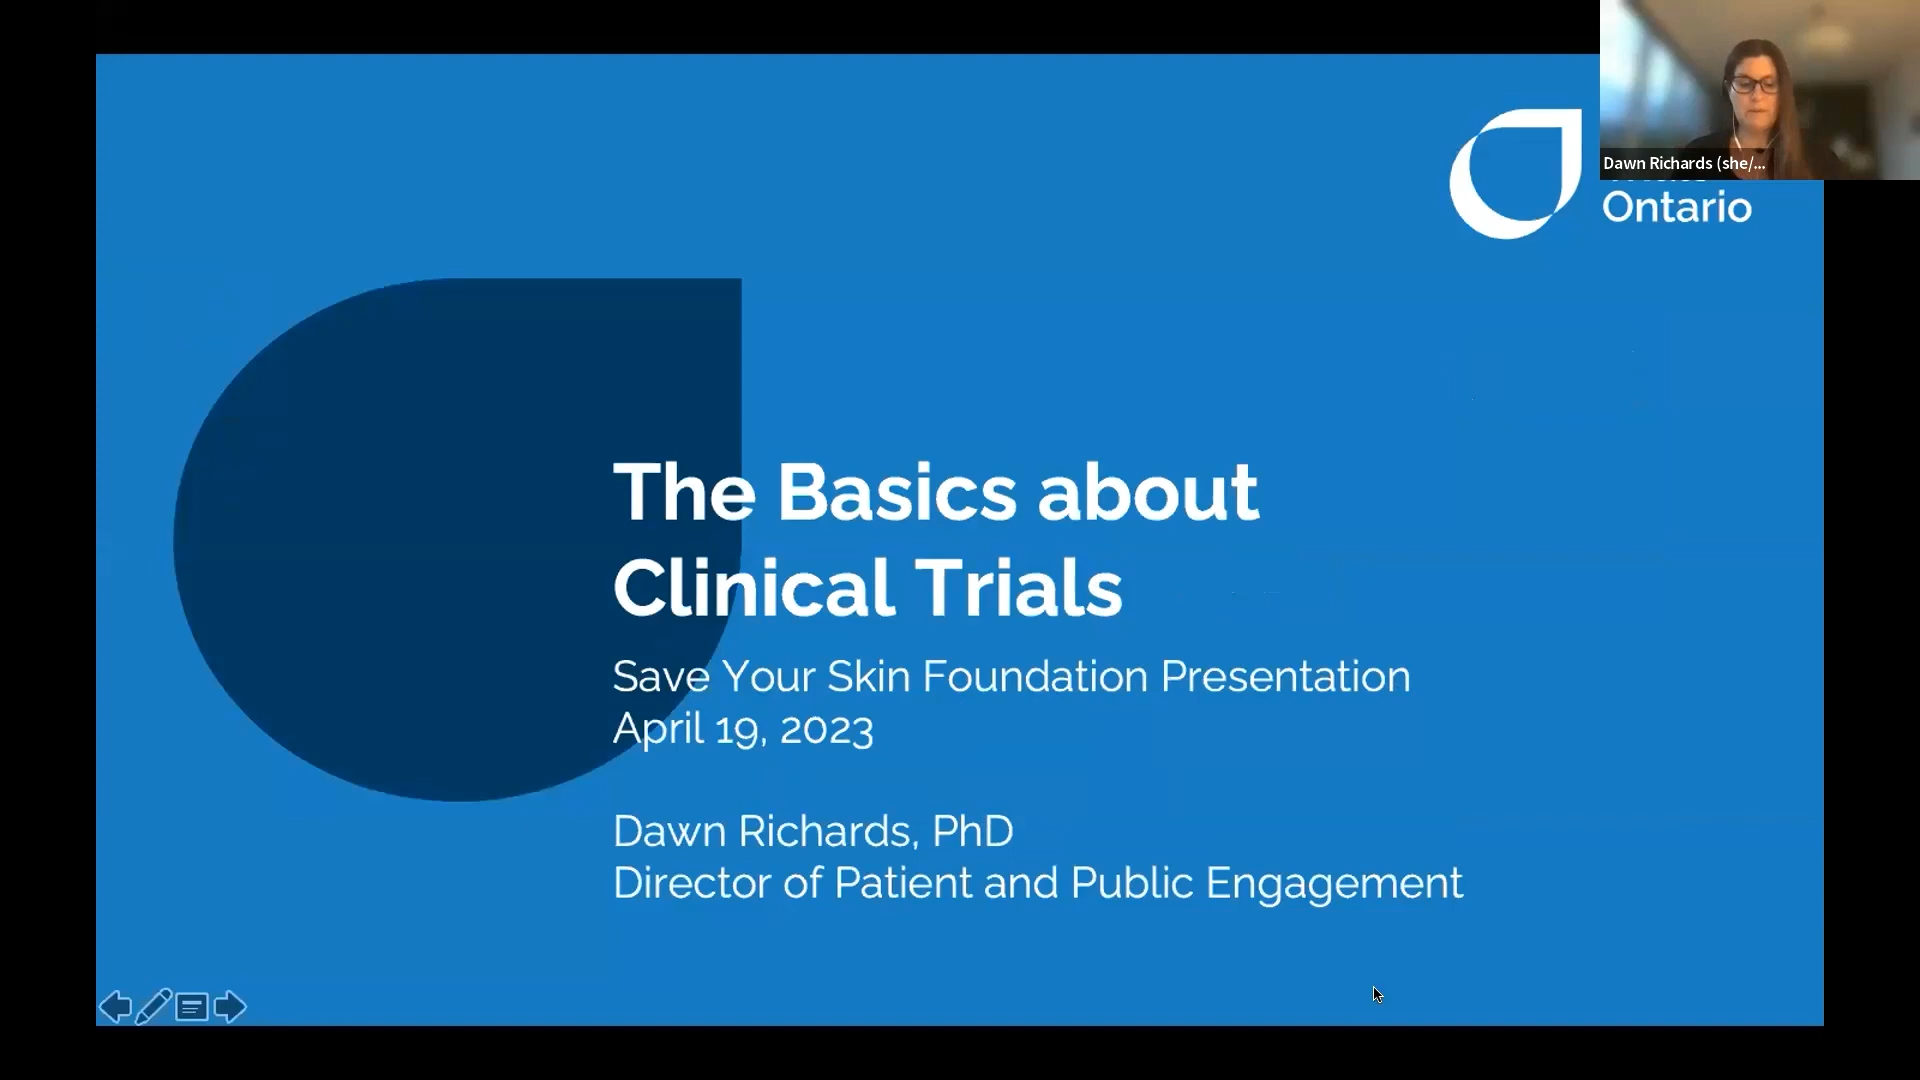 Dawn Richards (she/...
Ontario
The Basics about
Clinical Trials
Save Your Skin Foundation Presentation
April 19, 2023
Dawn Richards, PhD
Director of Patient and Public Engagement